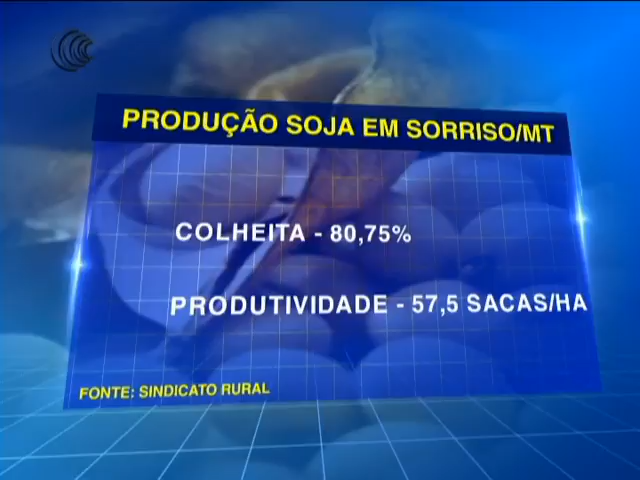 PRODUÇÃO SOJA EM SORRISO/MT
COLHEITA - 80,75%
PRODUTIVIDADE - 57,5 SACAS/HA
FONTE: SINDICATO RURAL